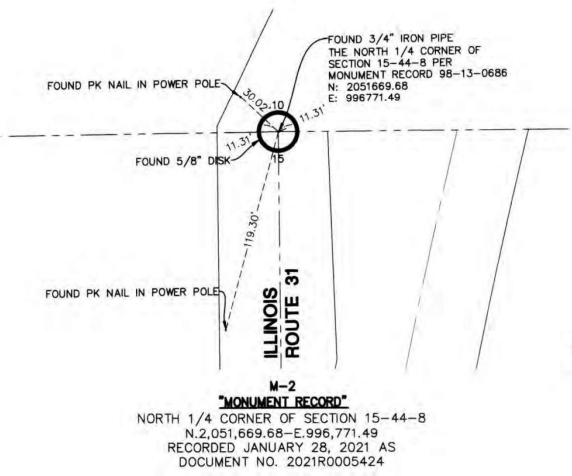 FOUND 3/4" IRON PIPE
THE NORTH 1/4 CORNER OF
SECTION 15-44-8 PER
MONUMENT RECORD 98-13-0686
N: 2051669.68
E: 996771.49
FOUND PK NAIL IN POWER POLE
30.02'
10
11.31'
11.31'
FOUND 5/8" DISK
15
119.30'
FOUND PK NAIL IN POWER POLE
ILLINOIS
ROUTE 31
M-2
"MONUMENT RECORD"
NORTH 1/4 CORNER OF SECTION 15-44-8
N.2,051,669.68-E.996,771.49
RECORDED JANUARY 28, 2021 AS
DOCUMENT NO. 2021R0005424